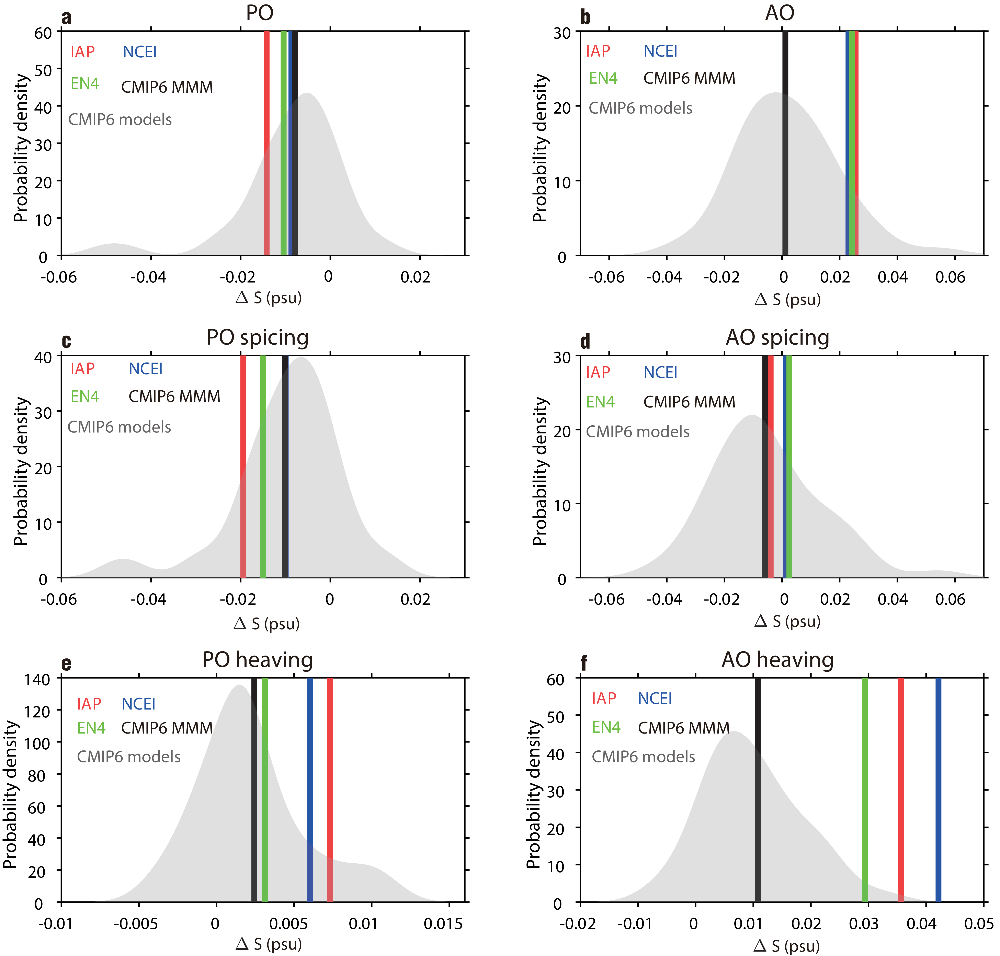 a PO
60
IAP NCEI
50
EN4 CMIP6 MMM
40
CMIP6 models
30
20
10
0
Probability density
-0.06 -0.04 -0.02 0 0.02
Δ S (psu)
b AO
30
IAP NCEI
EN4 CMIP6 MMM
20
CMIP6 models
10
0
Probability density
-0.06 -0.04 -0.02 0 0.02 0.04 0.06
Δ S (psu)
c PO spicing
40
IAP NCEI
EN4 CMIP6 MMM
30
CMIP6 models
20
10
0
Probability density
-0.06 -0.04 -0.02 0 0.02
Δ S (psu)
d AO spicing
30
IAP NCEI
EN4 CMIP6 MMM
20
CMIP6 models
10
0
Probability density
-0.06 -0.04 -0.02 0 0.02 0.04 0.06
Δ S (psu)
e PO heaving
140
IAP NCEI
120
EN4 CMIP6 MMM
100
CMIP6 models
80
60
40
20
0
Probability density
-0.01 -0.005 0 0.005 0.01 0.015
Δ S (psu)
f AO heaving
60
IAP NCEI
50
EN4 CMIP6 MMM
CMIP6 models
40
30
20
10
0
Probability density
-0.02 -0.01 0 0.01 0.02 0.03 0.04 0.05
Δ S (psu)